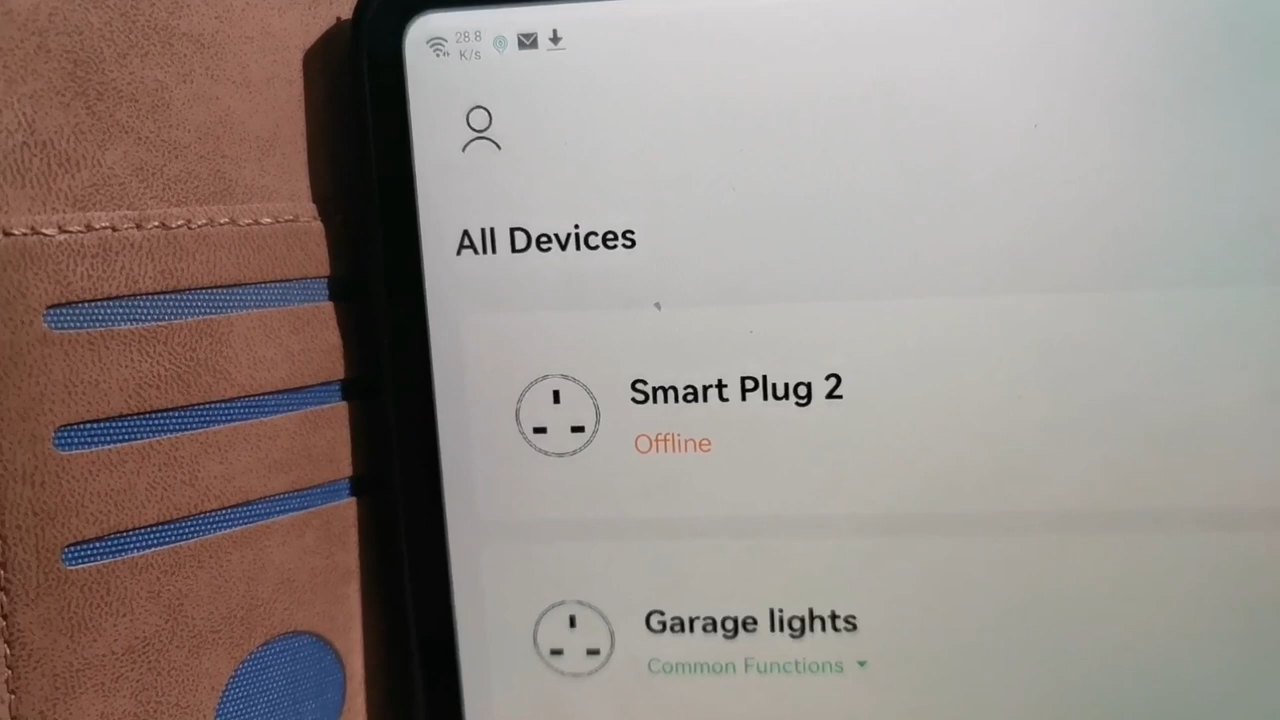 28.8
K/s
All Devices
Smart Plug 2
Offline
Garage lights
Common Functions